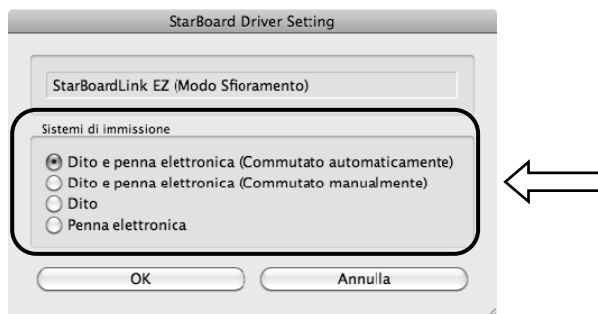 StarBoard Driver Setting
StarBoardLink EZ (Modo Sfioramento)
Sistemi di immissione
Dito e penna elettronica (Commutato automaticamente)
Dito e penna elettronica (Commutato manualmente)
Dito
Penna elettronica
OK
Annulla